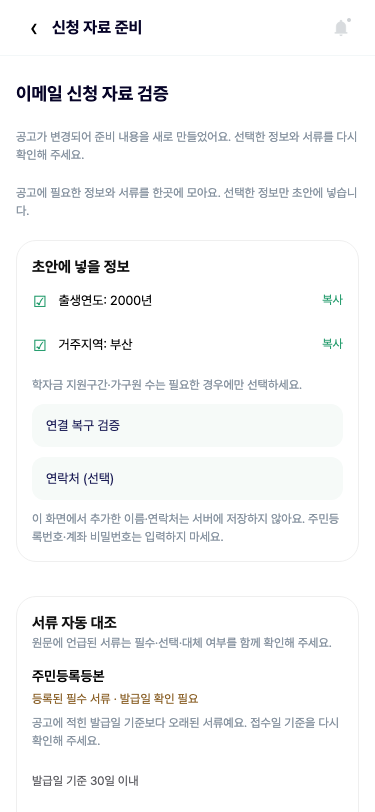 신청 자료 준비
이메일 신청 자료 검증
공고가 변경되어 준비 내용을 새로 만들었어요. 선택한 정보와 서류를 다시
확인해 주세요.
공고에 필요한 정보와 서류를 한곳에 모아요. 선택한 정보만 초안에 넣습니
다.
초안에 넣을 정보
출생연도: 2000년 복사
거주지역: 부산 복사
학자금 지원구간·가구원 수는 필요한 경우에만 선택하세요.
연결 복구 검증
연락처 (선택)
이 화면에서 추가한 이름·연락처는 서버에 저장하지 않아요. 주민등
록번호·계좌 비밀번호는 입력하지 마세요.
서류 자동 대조
원문에 언급된 서류는 필수·선택·대체 여부를 함께 확인해 주세요.
주민등록등본
등록된 필수 서류 · 발급일 확인 필요
공고에 적힌 발급일 기준보다 오래된 서류예요. 접수일 기준을 다시
확인해 주세요.
발급일 기준 30일 이내